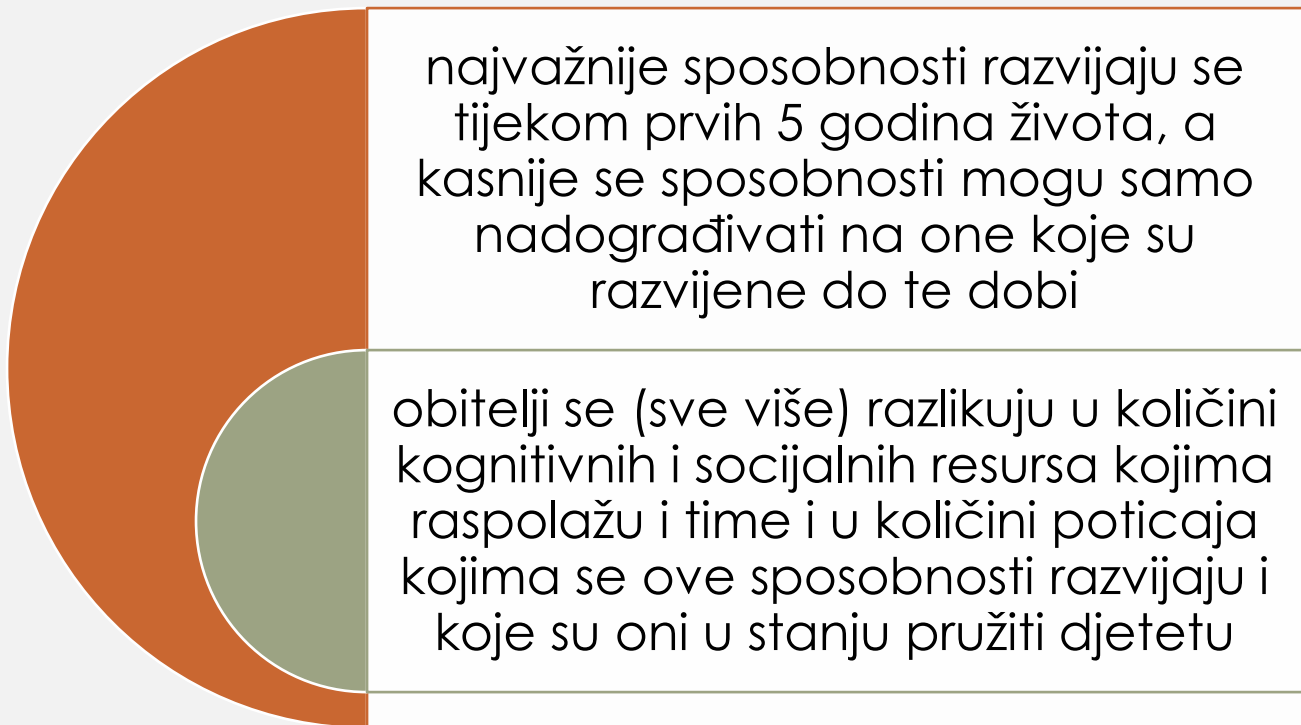 najvažnije sposobnosti razvijaju se
tijekom prvih 5 godina života, a
kasnije se sposobnosti mogu samo
nadograđivati na one koje su
razvijene do te dobi
obitelji se (sve više) razlikuju u količini
kognitivnih i socijalnih resursa kojima
raspolažu i time i u količini poticaja
kojima se ove sposobnosti razvijaju i
koje su oni u stanju pružiti djetetu